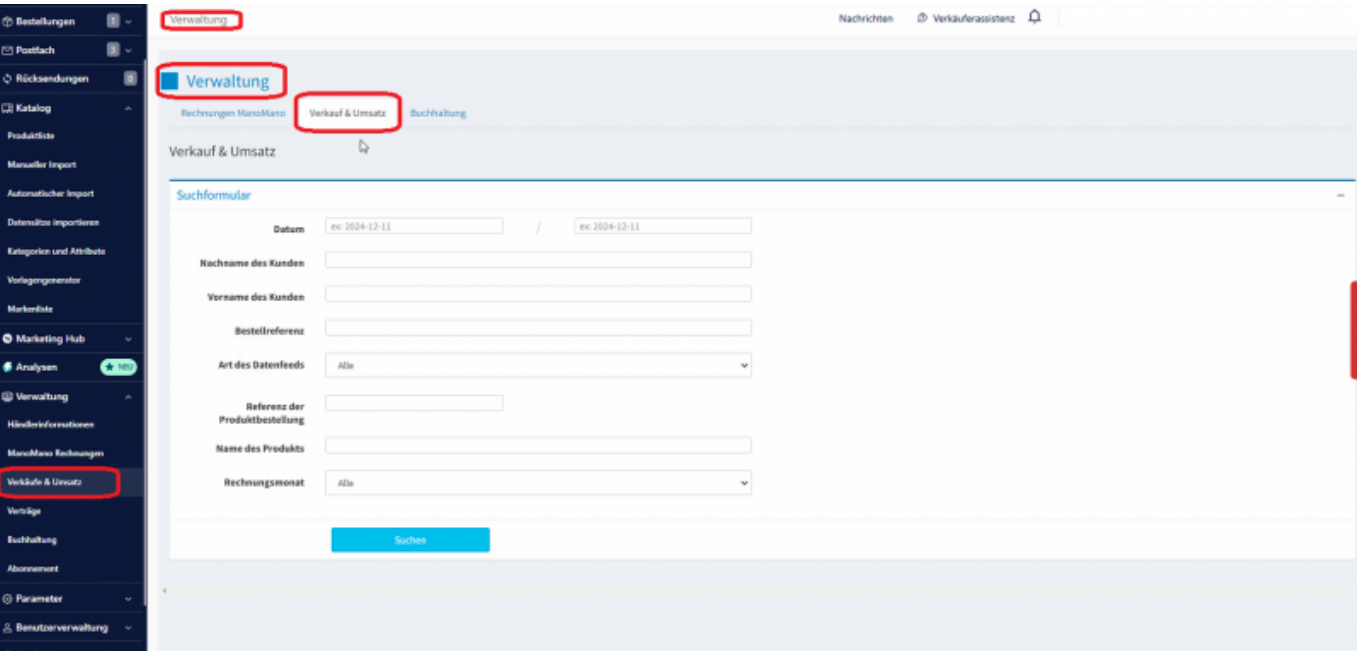 Bestellungen 1
Postfach 3
Rücksendungen 0
Katalog
Produktliste
Manueller Import
Automatischer Import
Datensätze importieren
Kategorien und Attribute
Vorlagengenerator
Markenliste
Marketing Hub
Analysen NEU
Verwaltung
Händlerinformationen
ManoMano Rechnungen
Verkäufe & Umsatz
Verträge
Buchhaltung
Abonnement
Parameter
Benutzerverwaltung
Verwaltung
Nachrichten Verkäuferassistenz
Verwaltung
Rechnungen ManoMano Verkauf & Umsatz Buchhaltung
Verkauf & Umsatz
Suchformular
Datum ex: 2024-12-11 / ex: 2024-12-11
Nachname des Kunden
Vorname des Kunden
Bestellreferenz
Art des Datenfeeds Alle
Referenz der
Produktbestellung
Name des Produkts
Rechnungsmonat Alle
Suchen